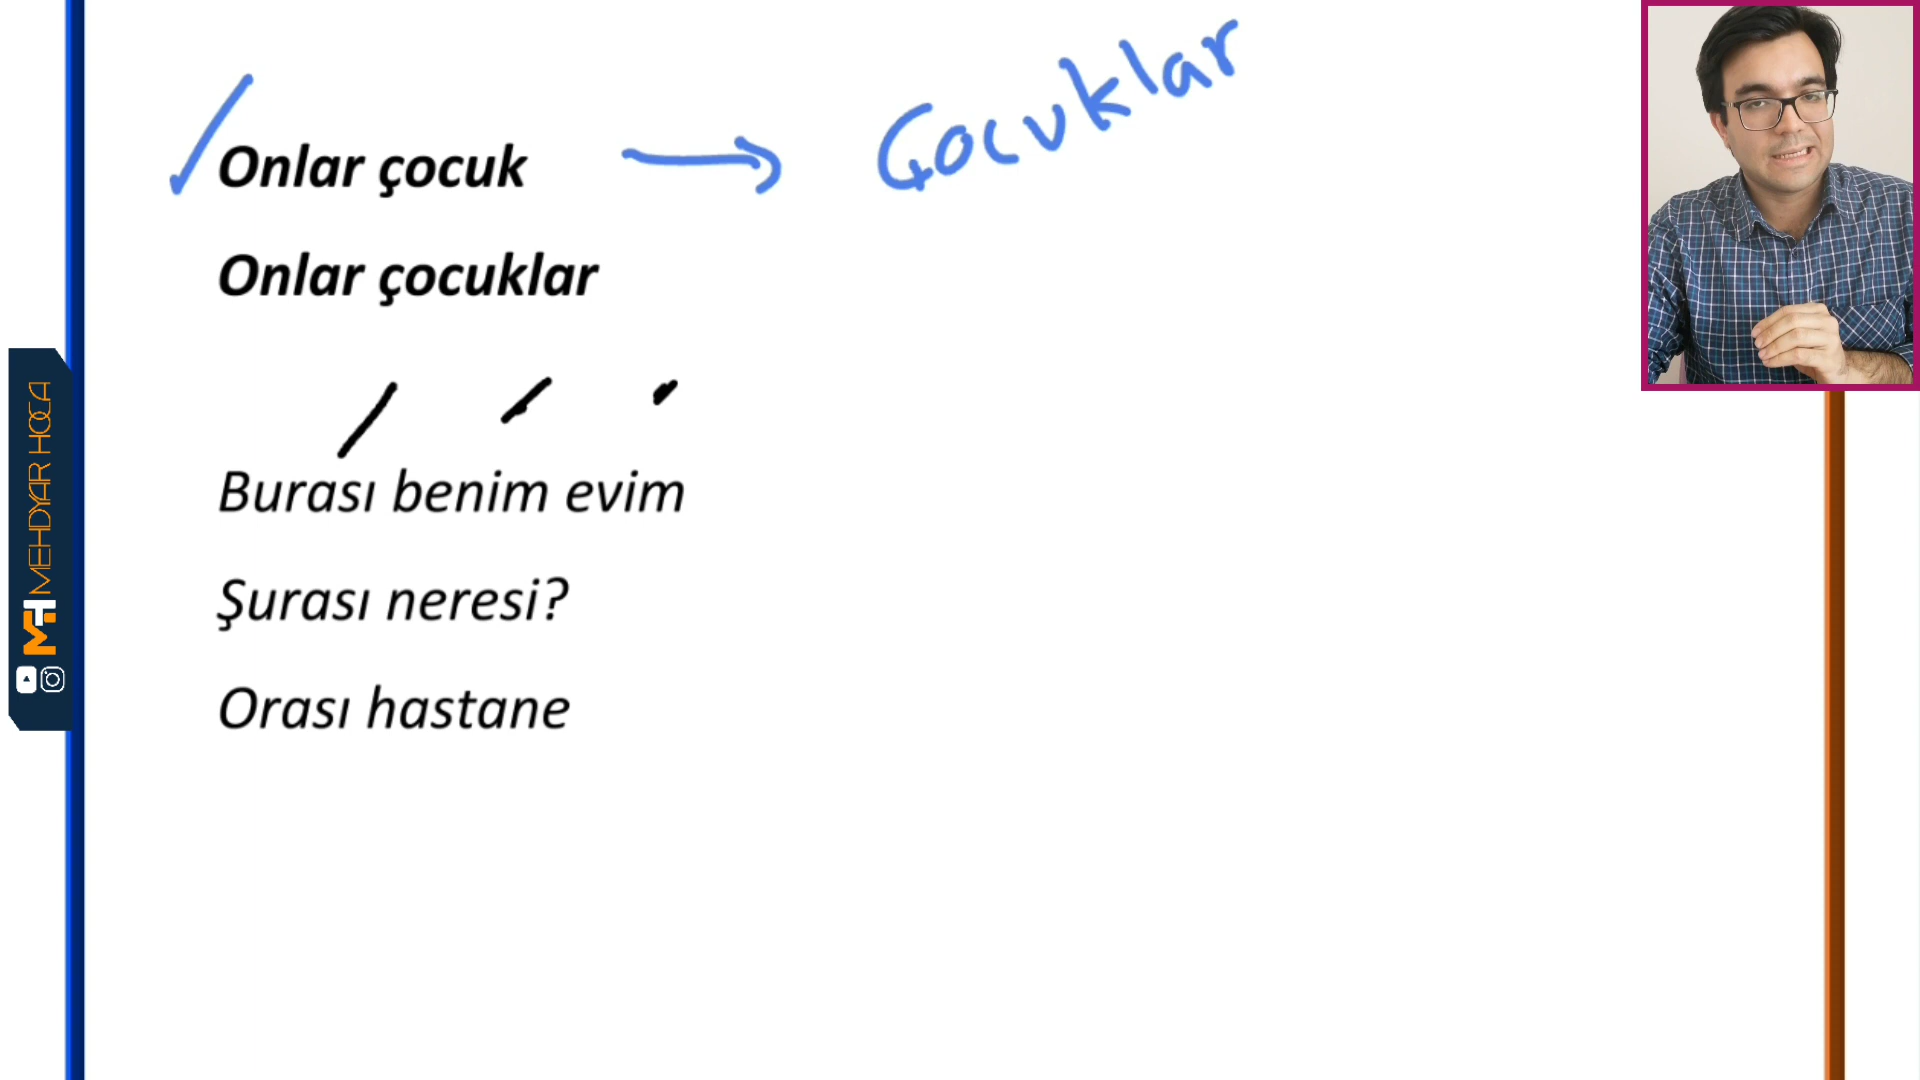 Onlar çocuk → Çocuklar
Onlar çocuklar
Burası benim evim
Şurası neresi?
Orası hastane
MEHDYAR HOCA